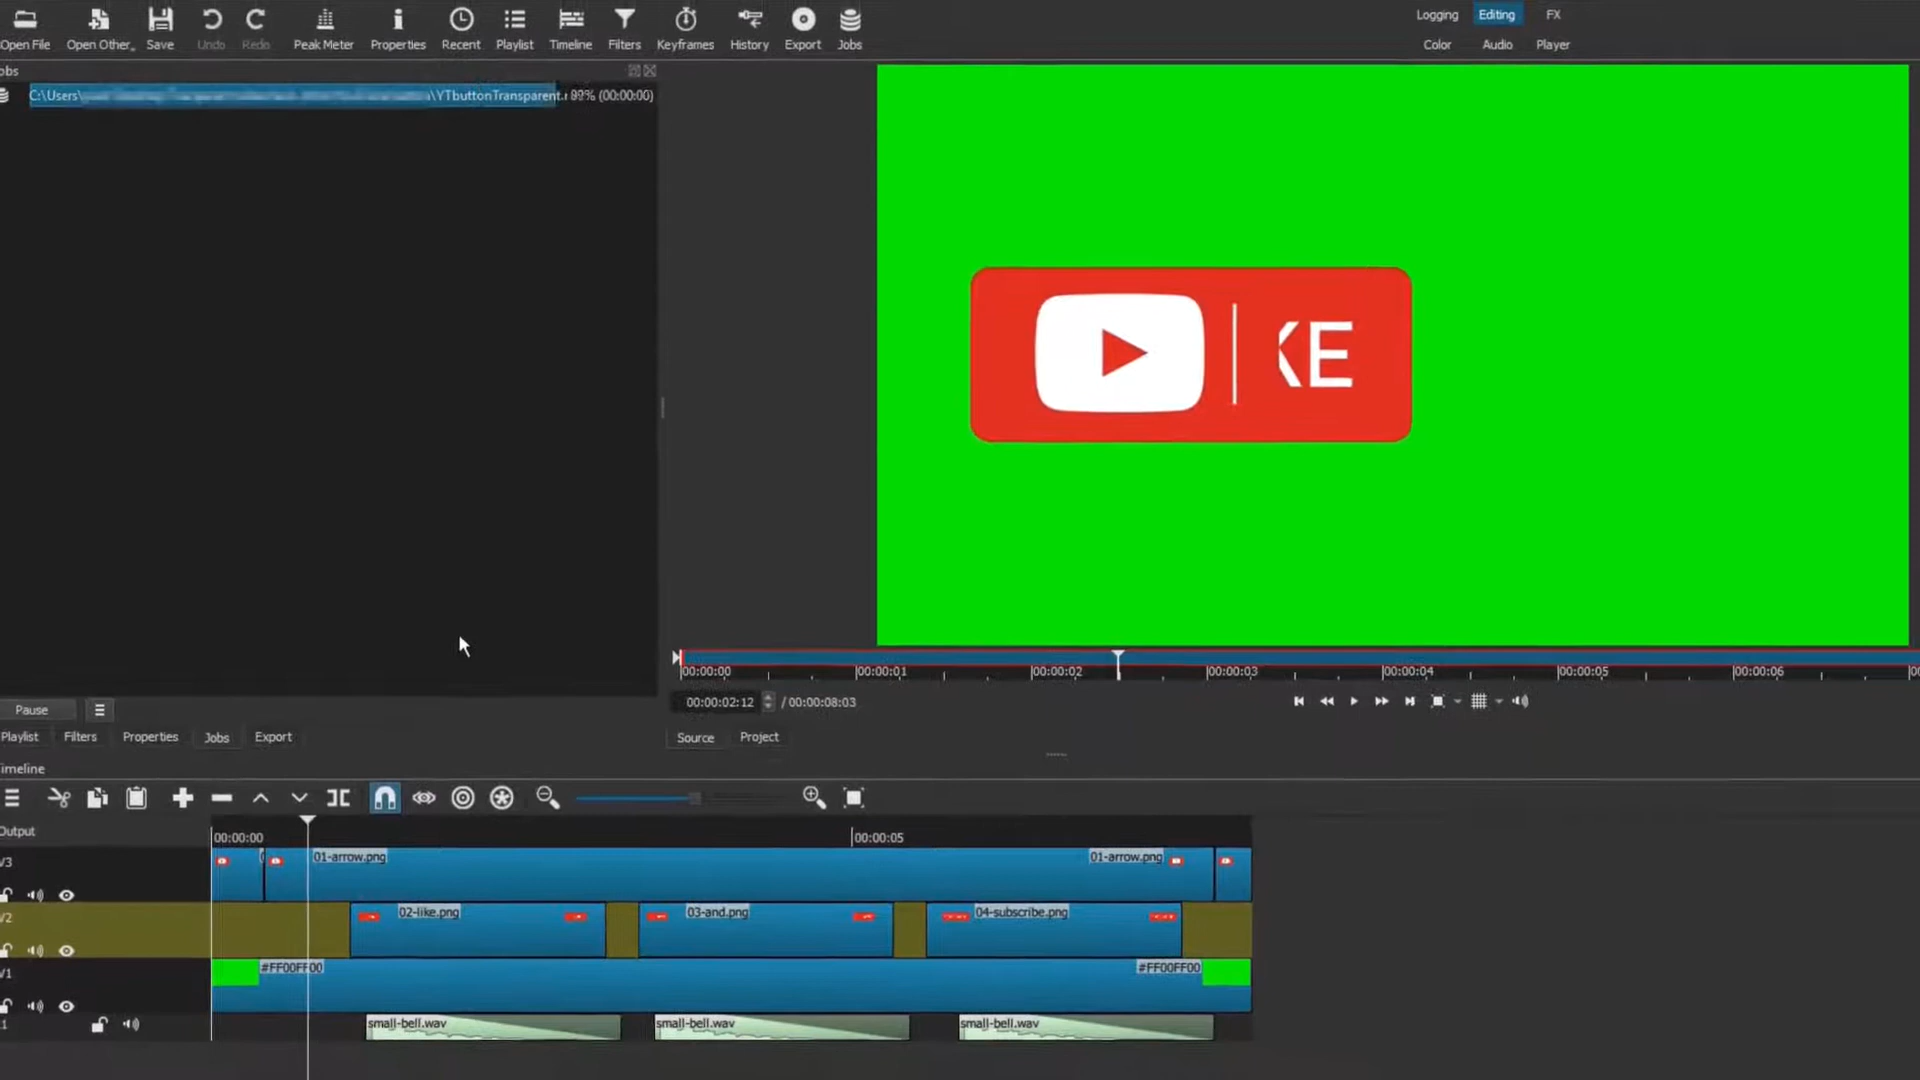 Open File Open Other.. Save Undo Redo Peak Meter Properties Recent Playlist Timeline Filters Keyframes History Export Jobs
Logging Editing FX
Color Audio Player
obs
C:\Users\ \YTbuttonTransparent. (00:00:00)
KE
00:00:00 00:00:01 00:00:02 00:00:03 00:00:04 00:00:05 00:00:06
00:00:02:12 / 00:00:08:03
Pause
Playlist Filters Properties Jobs Export
Source Project
Timeline
Output
00:00:00 00:00:05
V3
01-arrow.png 01-arrow.png
V2
02-like.png 03-and.png 04-subscribe.png
V1
#FF00FF00 #FF00FF00
small-bell.wav small-bell.wav small-bell.wav